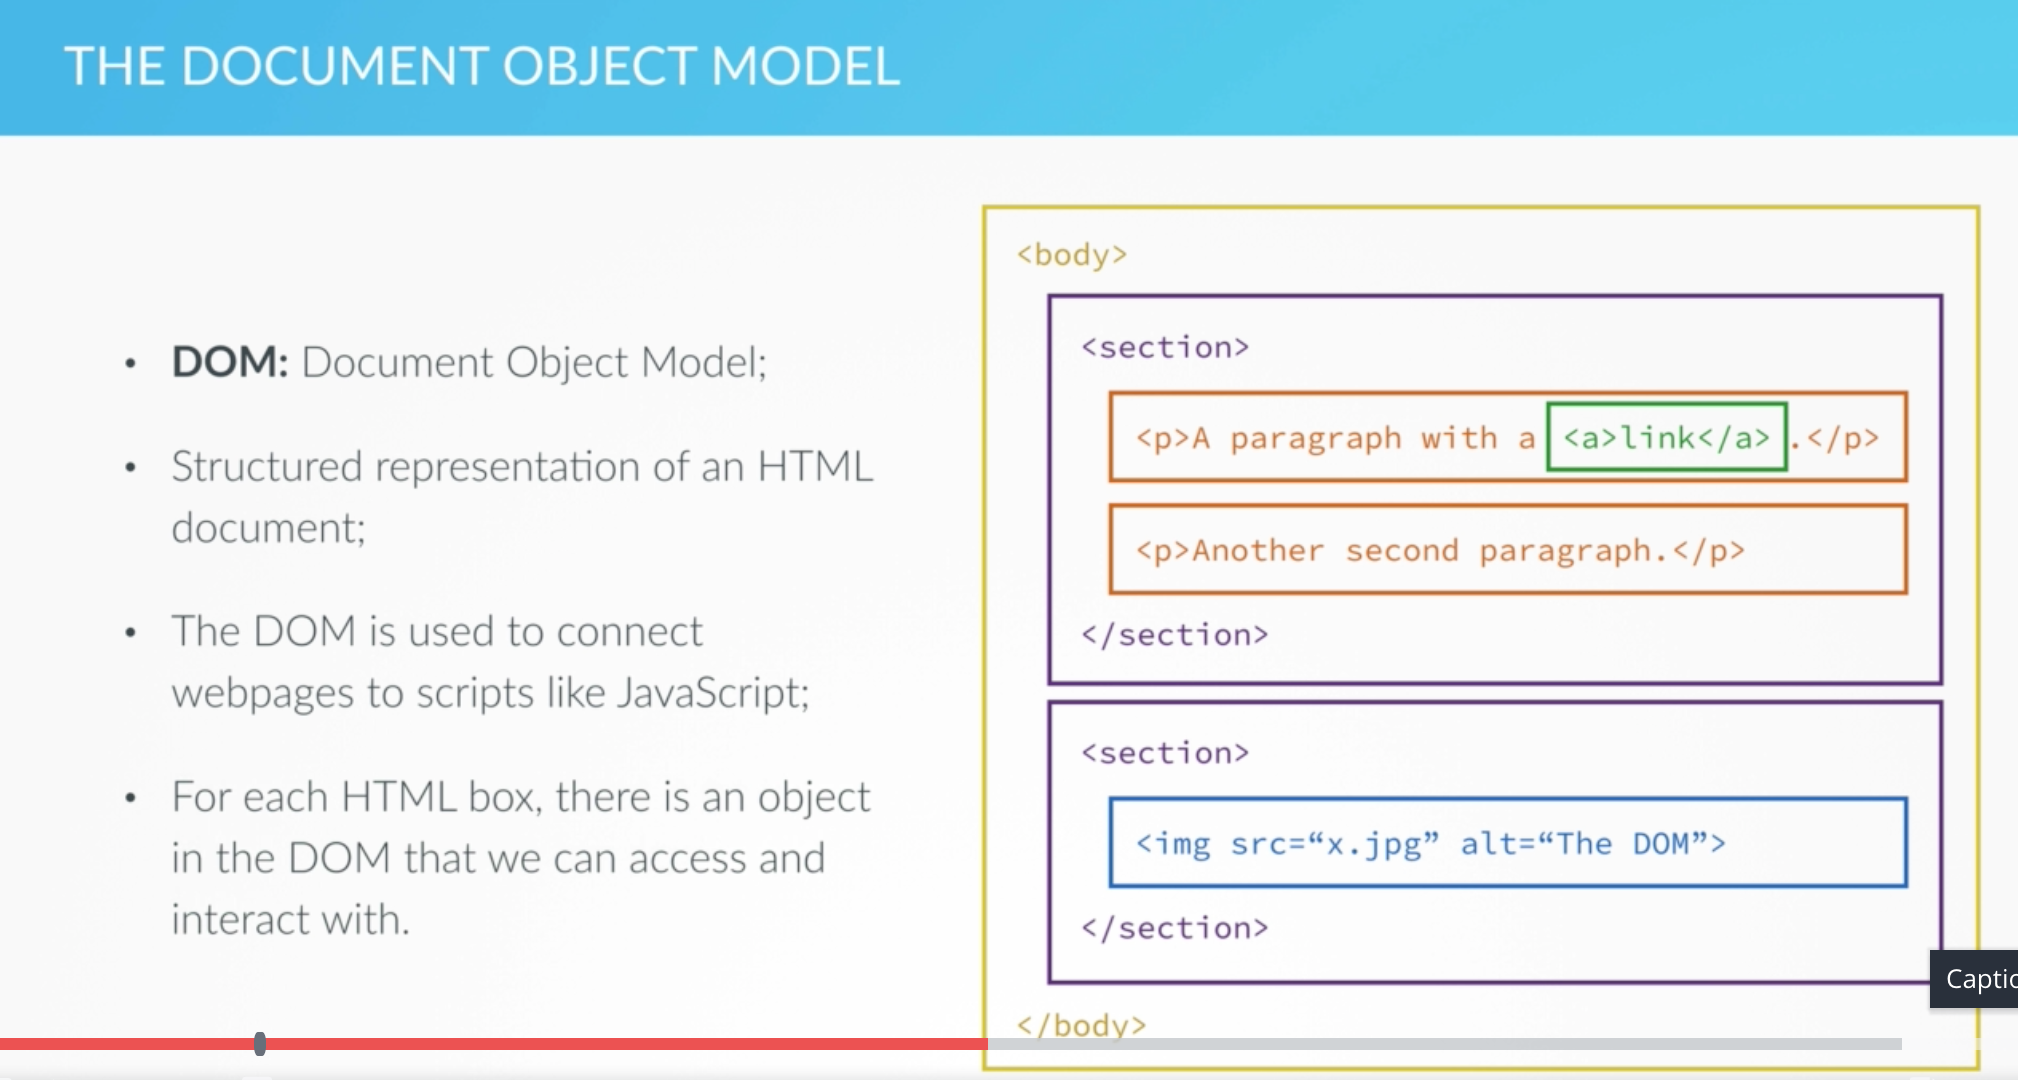 THE DOCUMENT OBJECT MODEL
• DOM: Document Object Model;
• Structured representation of an HTML
document;
• The DOM is used to connect
webpages to scripts like JavaScript;
• For each HTML box, there is an object
in the DOM that we can access and
interact with.
<body>
<section>
<p>A paragraph with a <a>link</a>.</p>
<p>Another second paragraph.</p>
</section>
<section>
<img src=“x.jpg” alt=“The DOM”>
</section>
</body>
Captio